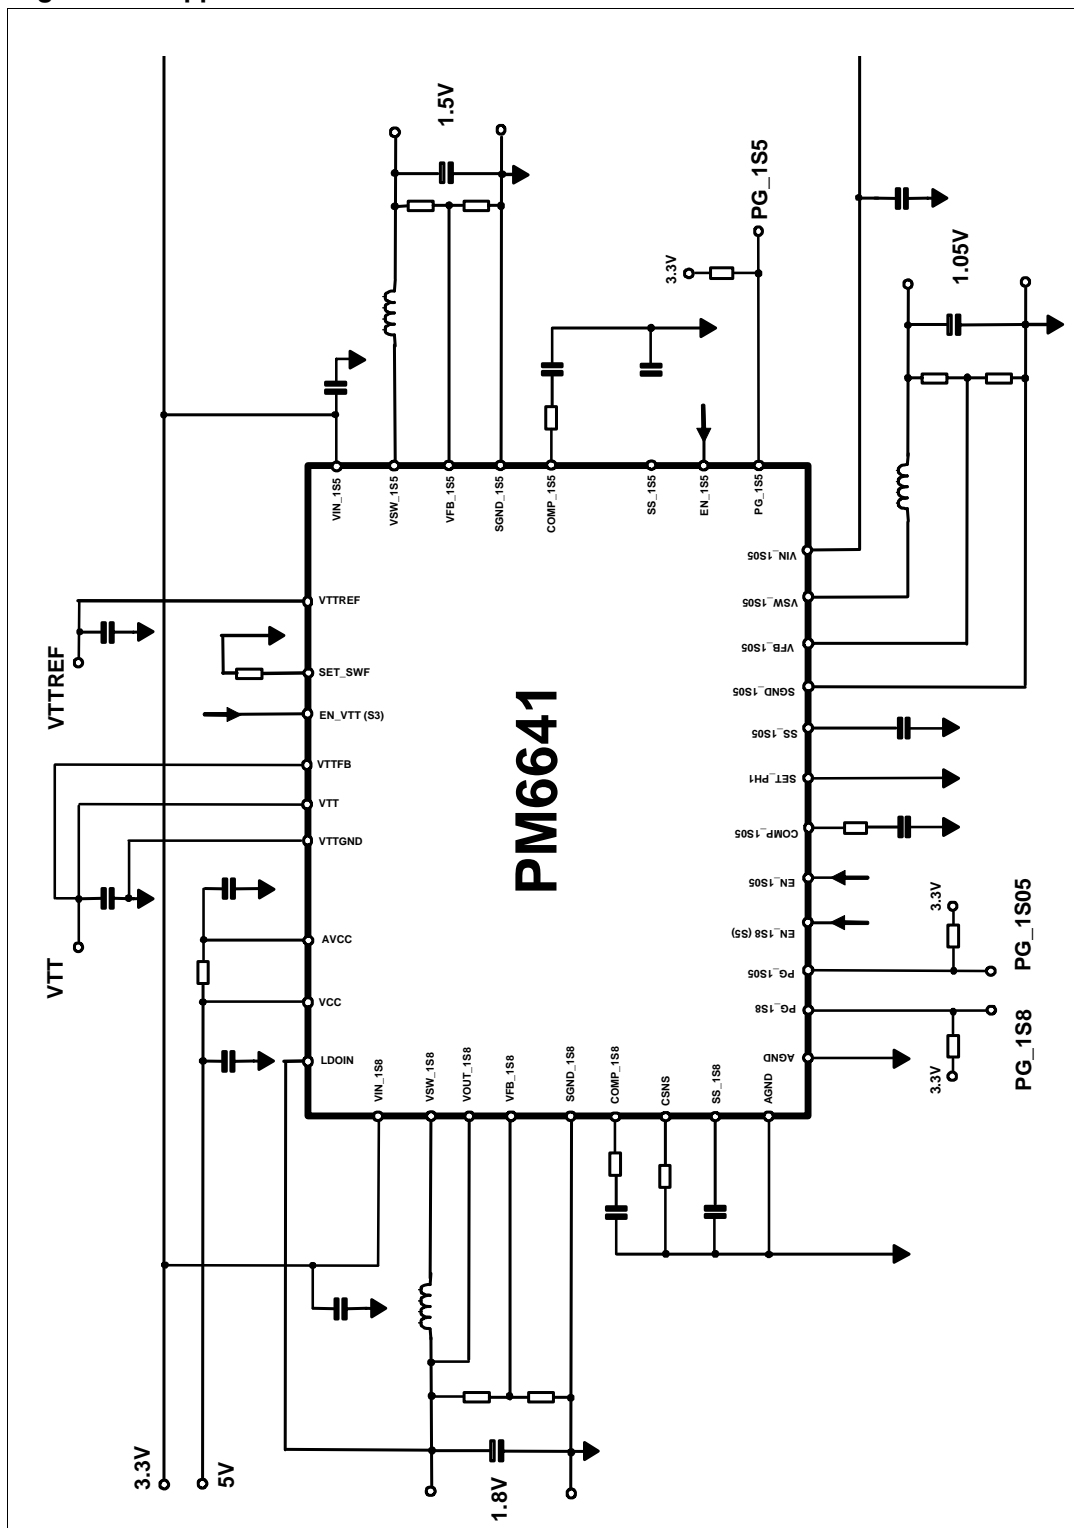 1.5V
PG_1S5
3.3V
1.05V
VIN_1S5
VSW_1S5
VFB_1S5
SGND_1S5
COMP_1S5
SS_1S5
EN_1S5
PG_1S5
VTTREF
VTTREF
SET_SWF
EN_VTT (S3)
VTTFB
VTT
VTTGND
VTT
AVCC
VCC
LDOIN
PM6641
VIN_1S05
VSW_1S05
VFB_1S05
SGND_1S05
SS_1S05
SET_PH1
COMP_1S05
EN_1S05
EN_1S8 (S5)
PG_1S05
PG_1S8
AGND
3.3V
PG_1S05
PG_1S8
3.3V
VIN_1S8
VSW_1S8
VOUT_1S8
VFB_1S8
SGND_1S8
COMP_1S8
CSNS
SS_1S8
AGND
3.3V
5V
1.8V